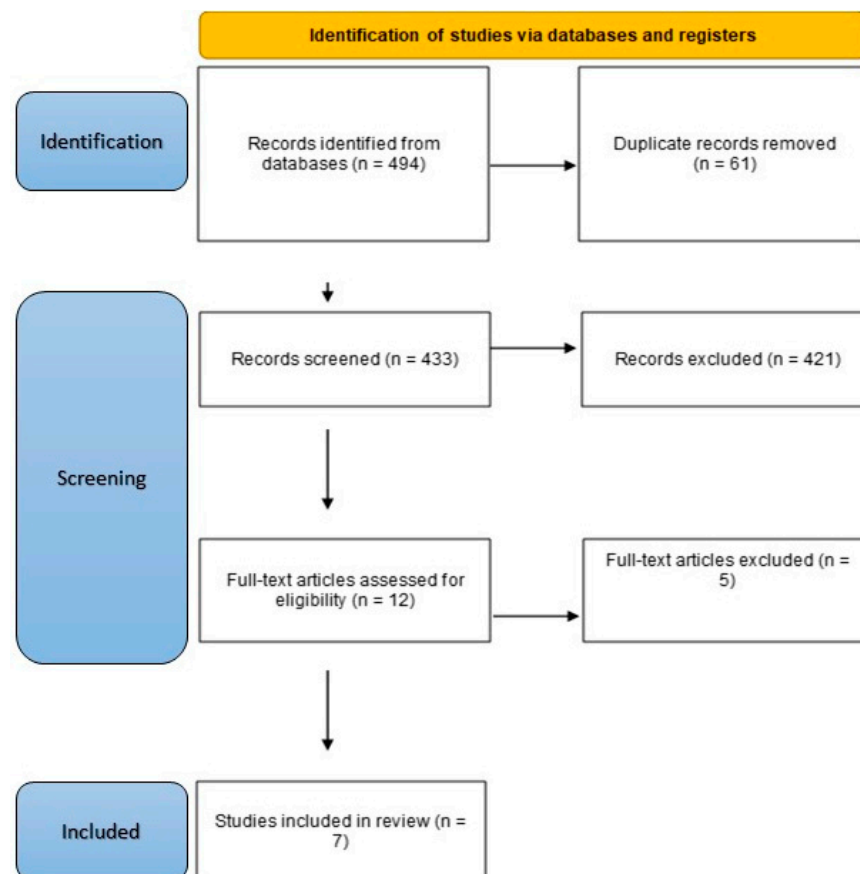 Identification of studies via databases and registers
Identification
Records identified from
databases (n = 494)
Duplicate records removed
(n = 61)
Screening
Records screened (n = 433)
Records excluded (n = 421)
Full-text articles assessed for
eligibility (n = 12)
Full-text articles excluded (n =
5)
Included
Studies included in review (n =
7)